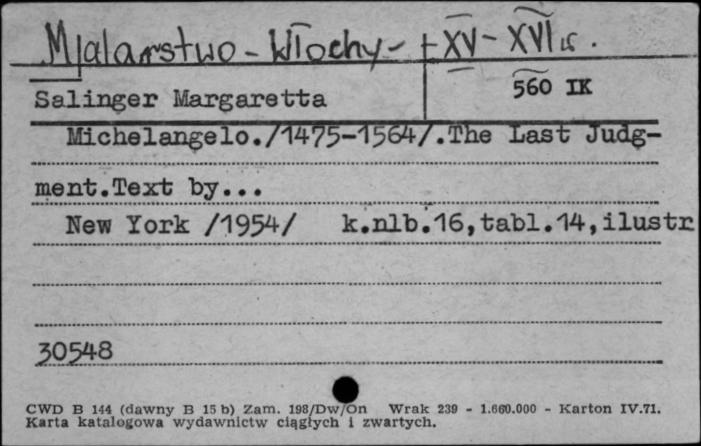 Malarstwo - Włochy - XV - XVI w.
Salinger Margaretta
560 IK
Michelangelo./1475-1564/.The Last Judg-
ment.Text by...
New York /1954/ k.nlb.16,tabl.14,ilustr
30548
CWD B 144 (dawny B 15 b) Zam. 198/Dw/On Wrak 239 - 1.660.000 - Karton IV.71.
Karta katalogowa wydawnictw ciągłych i zwartych.